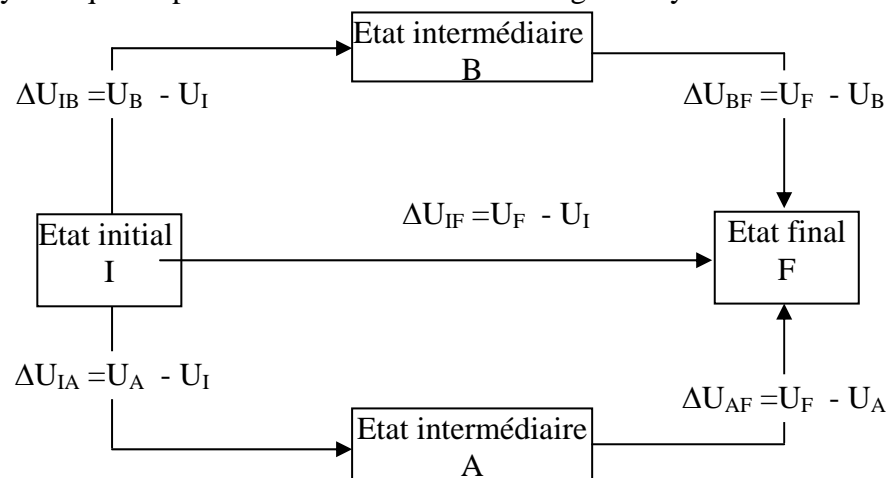 Etat intermédiaire
B
ΔU_IB =U_B - U_I
ΔU_BF =U_F - U_B
ΔU_IF =U_F - U_I
Etat initial
I
Etat final
F
ΔU_IA =U_A - U_I
ΔU_AF =U_F - U_A
Etat intermédiaire
A